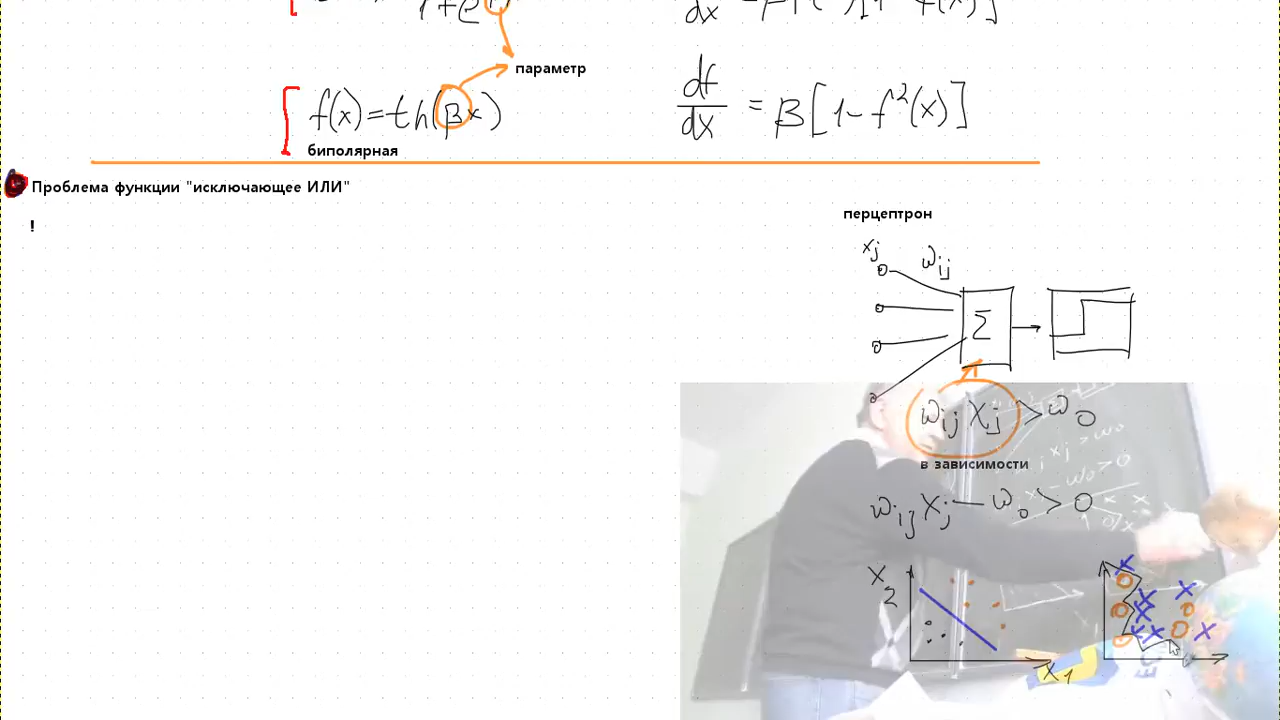 параметр
df/dx = β[1-f²(x)]
f(x)=th(βx)
биполярная
Проблема функции "исключающее ИЛИ"
!
перцептрон
xj
ωij
Σ
ωij xj > ω0
в зависимости
ωij xj — ω0 > 0
x2
x1